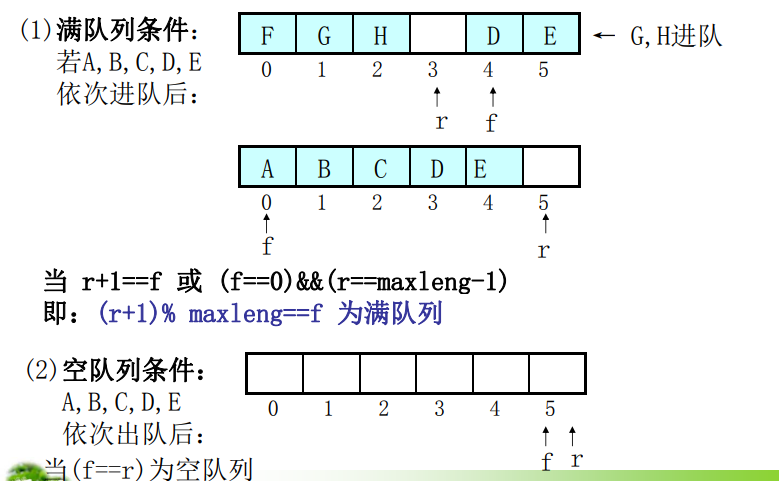 (1)满队列条件：
若A,B,C,D,E
依次进队后：
F G H D E ← G,H进队
0 1 2 3 4 5
↑ ↑
r f
A B C D E
0 1 2 3 4 5
↑ ↑
f r
当 r+1==f 或 (f==0)&&(r==maxleng-1)
即：(r+1)% maxleng==f 为满队列
(2)空队列条件：
A,B,C,D,E
依次出队后：
0 1 2 3 4 5
↑ ↑
f r
当(f==r)为空队列